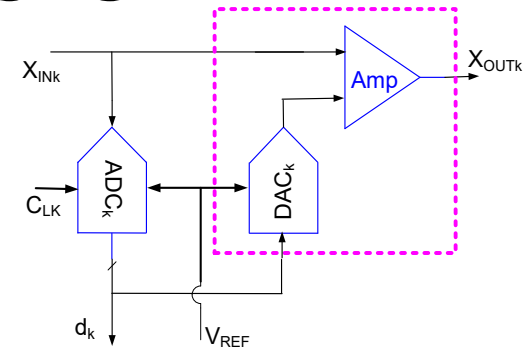 X_INk
Amp
X_OUTk
ADC_k
DAC_k
C_LK
d_k
V_REF